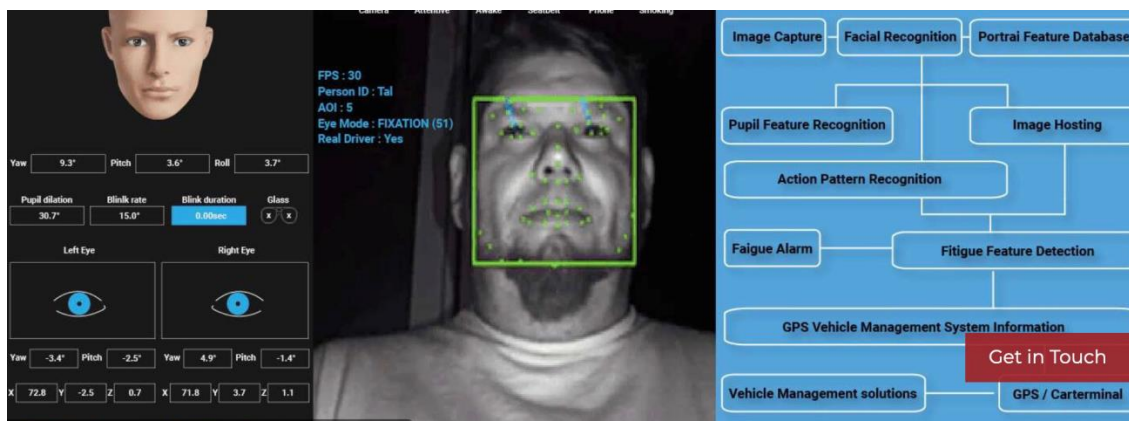 Camera Attentive Awake Seatbelt Phone Smoking
Yaw 9.3° Pitch 3.6° Roll 3.7°
Pupil dilation Blinlk rate Blink duration Glass
30.7° 15.0° 0.00sec x x
Left Eye Right Eye
Yaw -3.4° Pitch -2.5° Yaw 4.9° Pitch -1.4°
X 72.8 Y -2.5 Z 0.7 X 71.8 Y 3.7 Z 1.1
FPS : 30
Person ID : Tal
AOI : 5
Eye Mode : FIXATION (51)
Real Driver : Yes
Image Capture Facial Recognition Portrai Feature Database
Pupil Feature Recognition Image Hosting
Action Pattern Recognition
Faigue Alarm Fitigue Feature Detection
GPS Vehicle Management System Information
Get in Touch
Vehicle Management solutions GPS / Carterminal